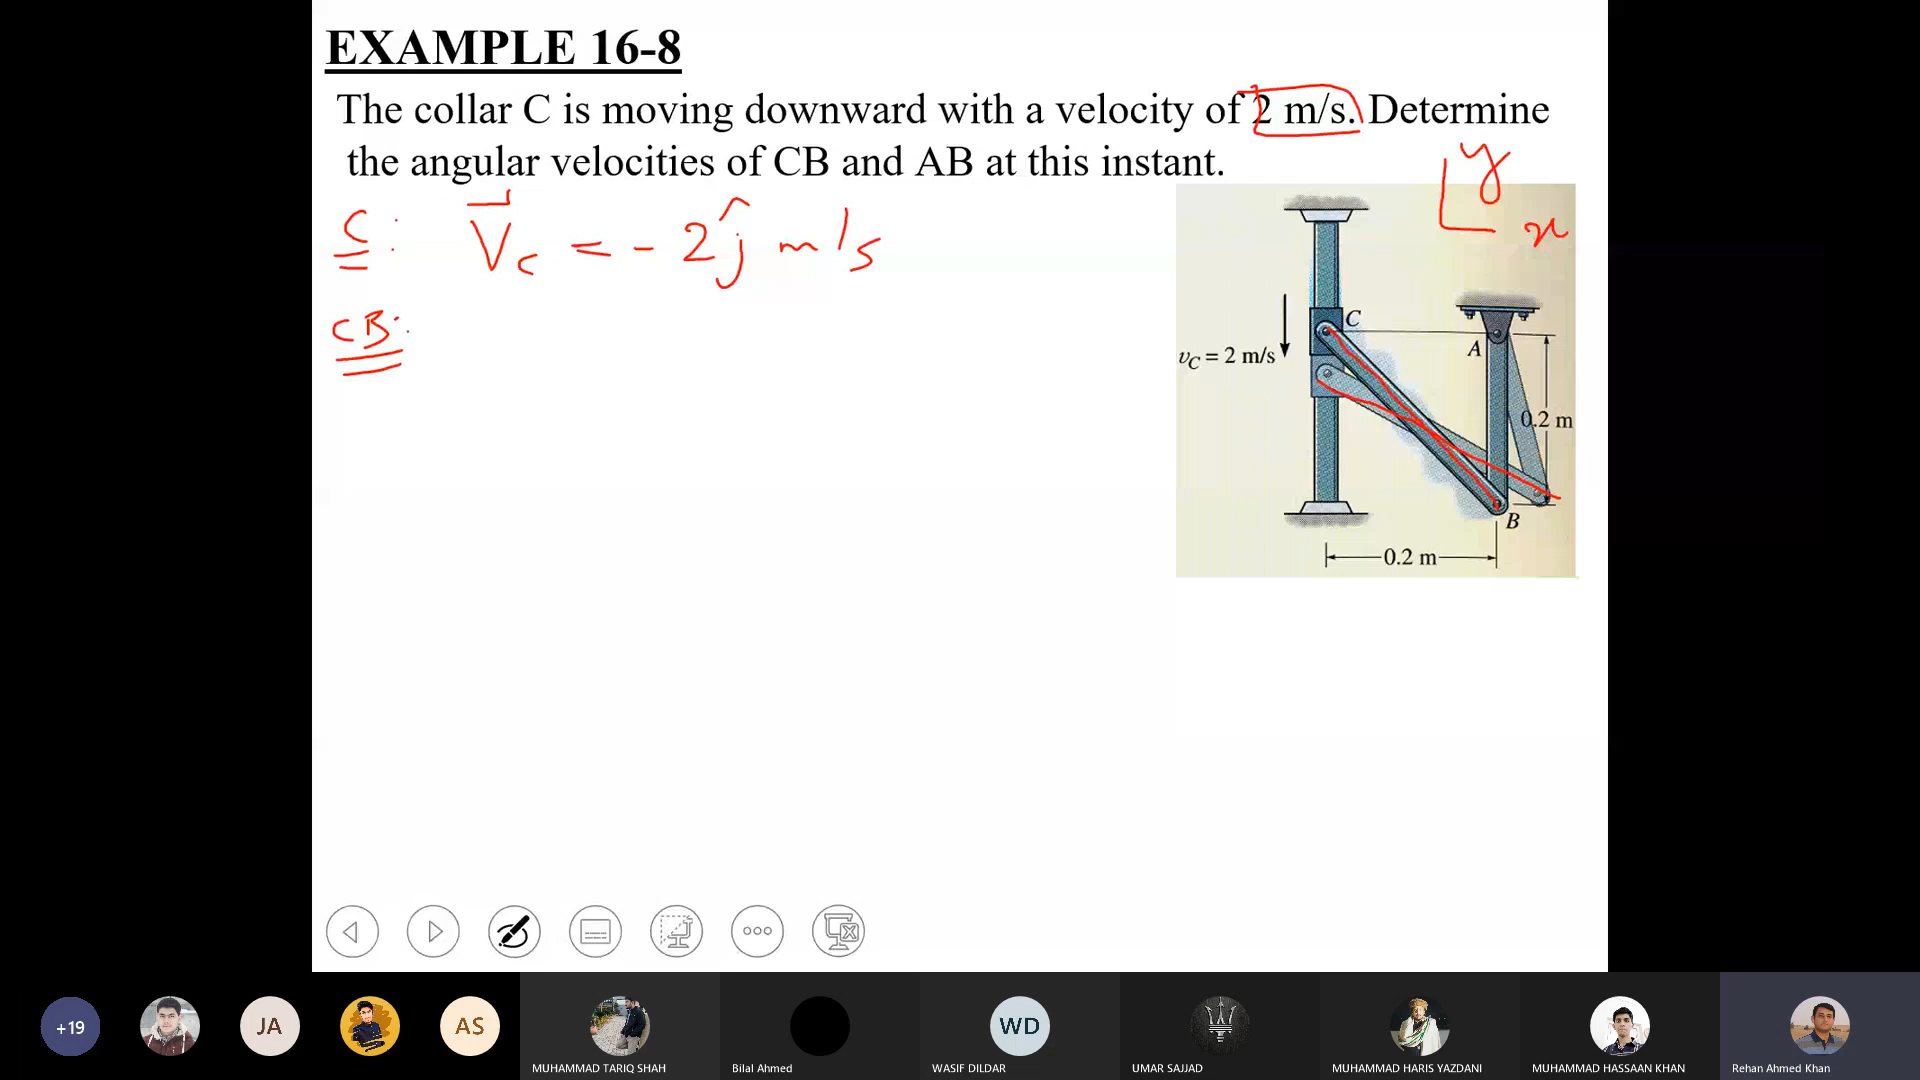 EXAMPLE 16-8
The collar C is moving downward with a velocity of 2 m/s. Determine
the angular velocities of CB and AB at this instant.
y
x
C: V⃗c = - 2ĵ m/s
CB:
C
A
vC = 2 m/s
0.2 m
B
0.2 m
+19
JA
AS
WD
MUHAMMAD TARIQ SHAH
Bilal Ahmed
WASIF DILDAR
UMAR SAJJAD
MUHAMMAD HARIS YAZDANI
MUHAMMAD HASSAAN KHAN
Rehan Ahmed Khan